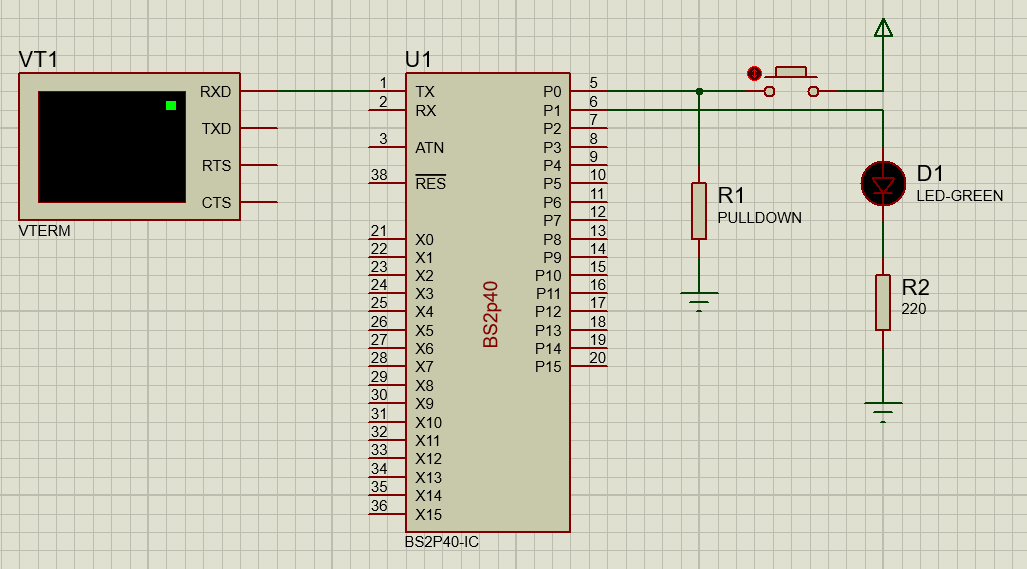 VT1
RXD
TXD
RTS
CTS
VTERM
U1
1 TX
2 RX
3 ATN
38 RES
21 X0
22 X1
23 X2
24 X3
25 X4
26 X5
27 X6
28 X7
29 X8
30 X9
31 X10
32 X11
33 X12
34 X13
35 X14
36 X15
BS2p40
P0 5
P1 6
P2 7
P3 8
P4 9
P5 10
P6 11
P7 12
P8 13
P9 14
P10 15
P11 16
P12 17
P13 18
P14 19
P15 20
BS2P40-IC
R1
PULLDOWN
D1
LED-GREEN
R2
220